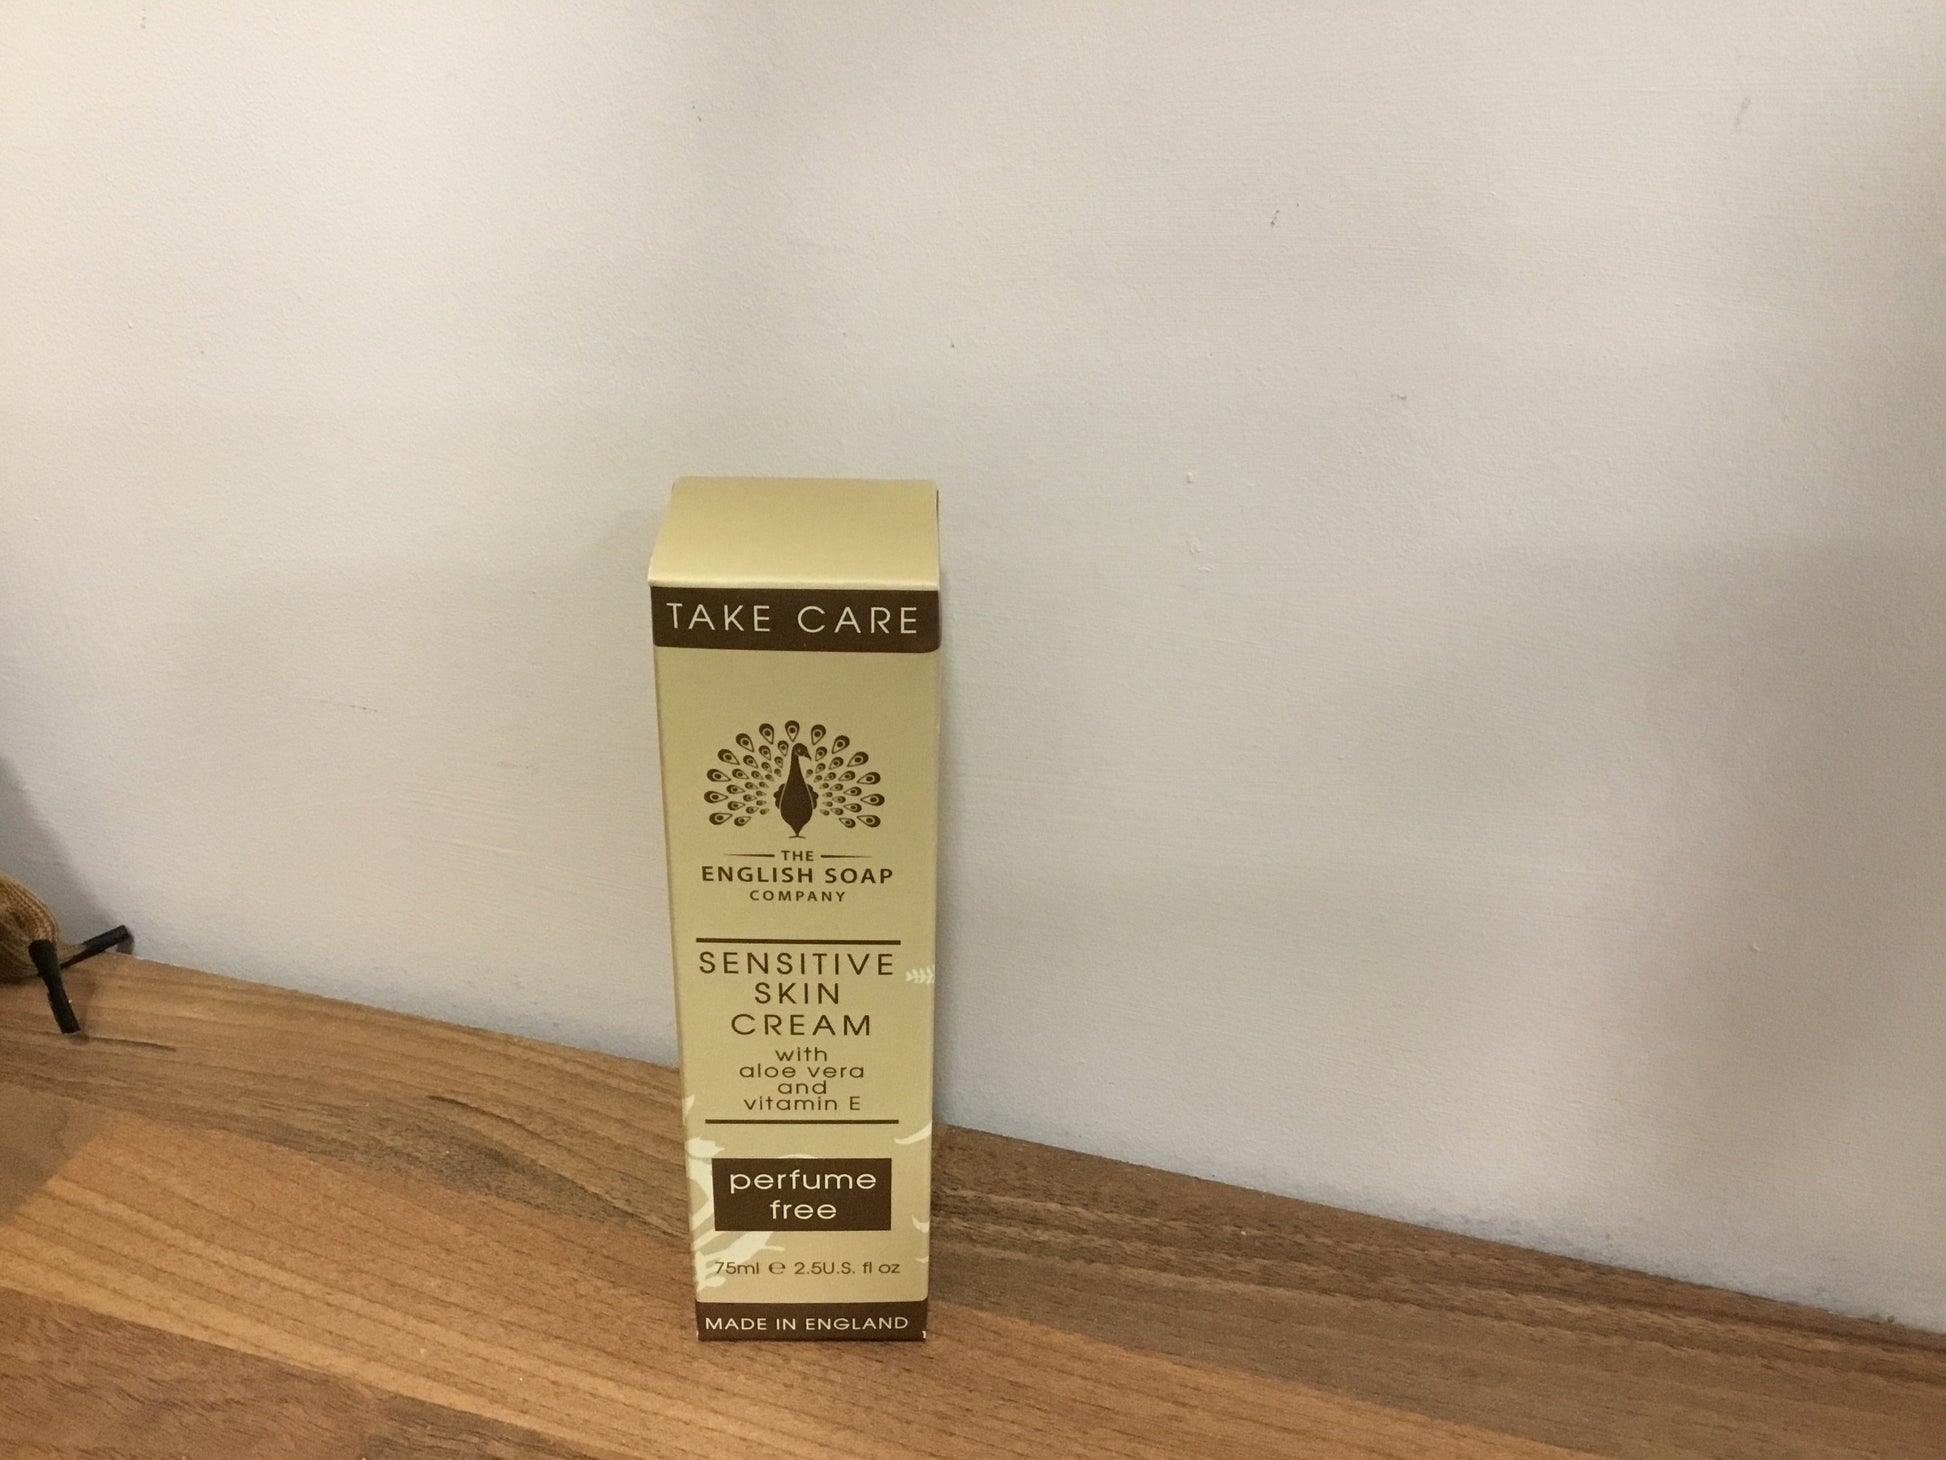 TAKE CARE
THE
ENGLISH SOAP
COMPANY
SENSITIVE
SKIN
CREAM
with
aloe vera
and
vitamin E
perfume
free
75ml e 2.5U.S. fl oz
MADE IN ENGLAND